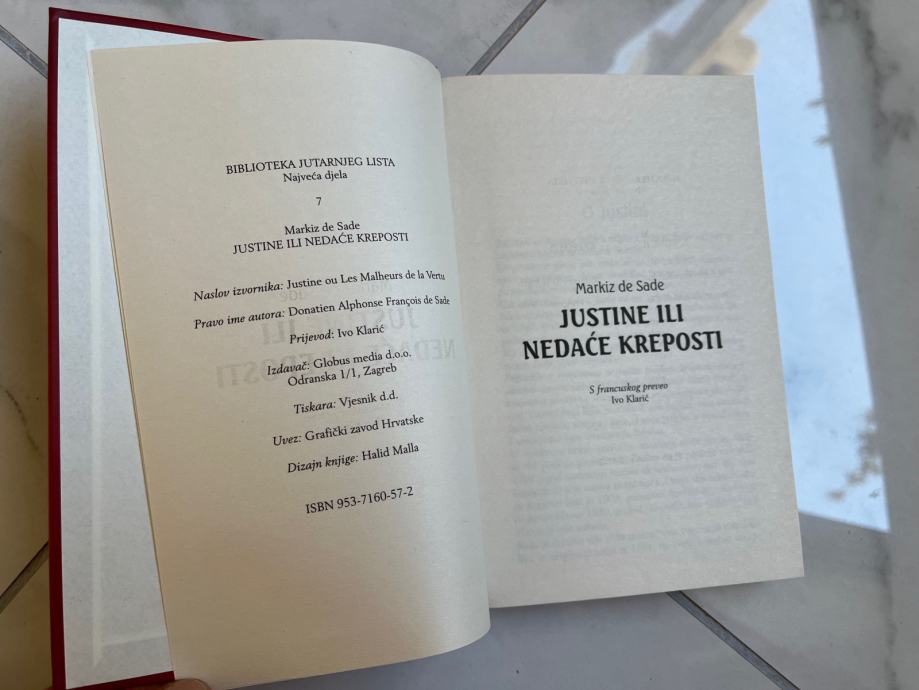 BIBLIOTEKA JUTARNJEG LISTA
Najveća djela
7
Markiz de Sade
JUSTINE ILI NEDAĆE KREPOSTI
Naslov izvornika: Justine ou Les Malheurs de la Vertu
Pravo ime autora: Donatien Alphonse François de Sade
Prijevod: Ivo Klarić
Izdavač: Globus media d.o.o.
Odranska 1/1, Zagreb
Tiskara: Vjesnik d.d.
Uvez: Grafički zavod Hrvatske
Dizajn knjige: Halid Malla
ISBN 953-7160-57-2
Markiz de Sade
JUSTINE ILI
NEDAĆE KREPOSTI
S francuskog preveo
Ivo Klarić